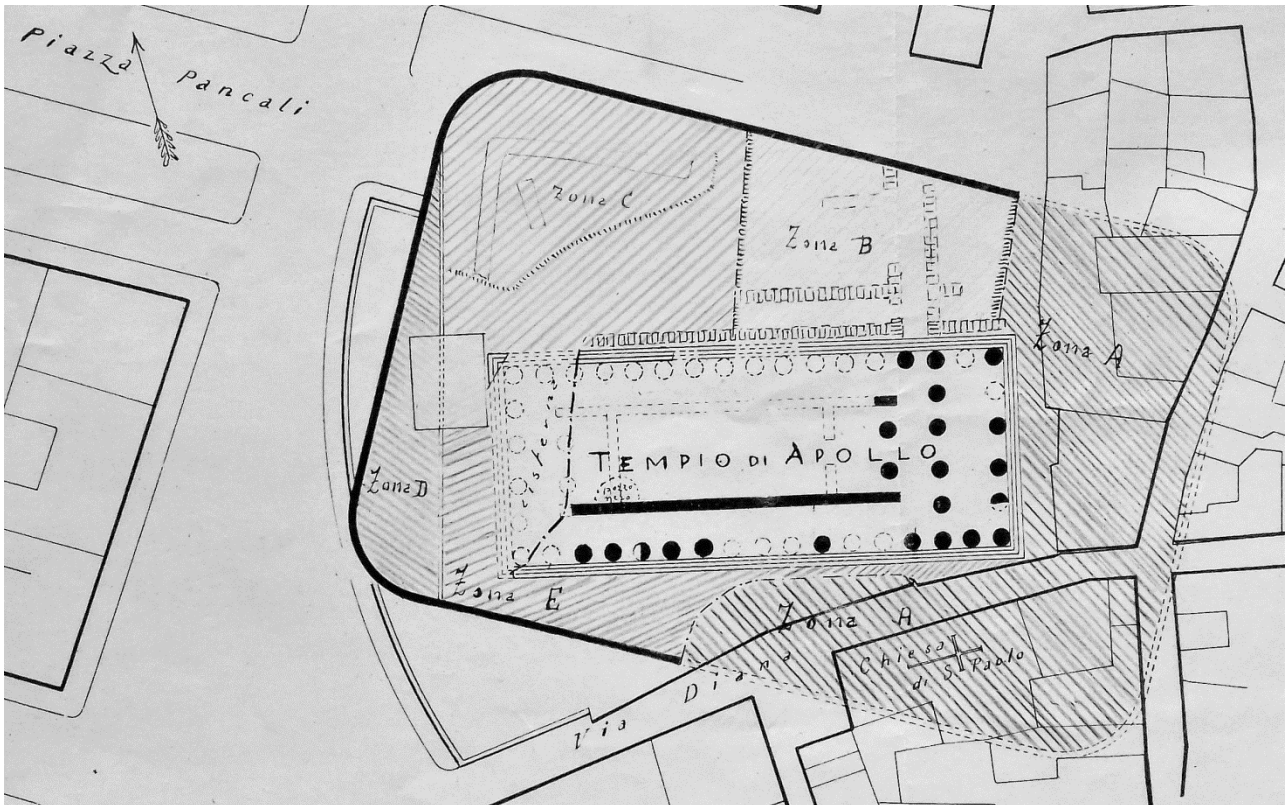 Piazza
Pancali
Zona C
Zona B
Zona A
TEMPIO DI APOLLO
Zona D
Zona E
Zona A
Chiesa
di S Paolo
Via Diana